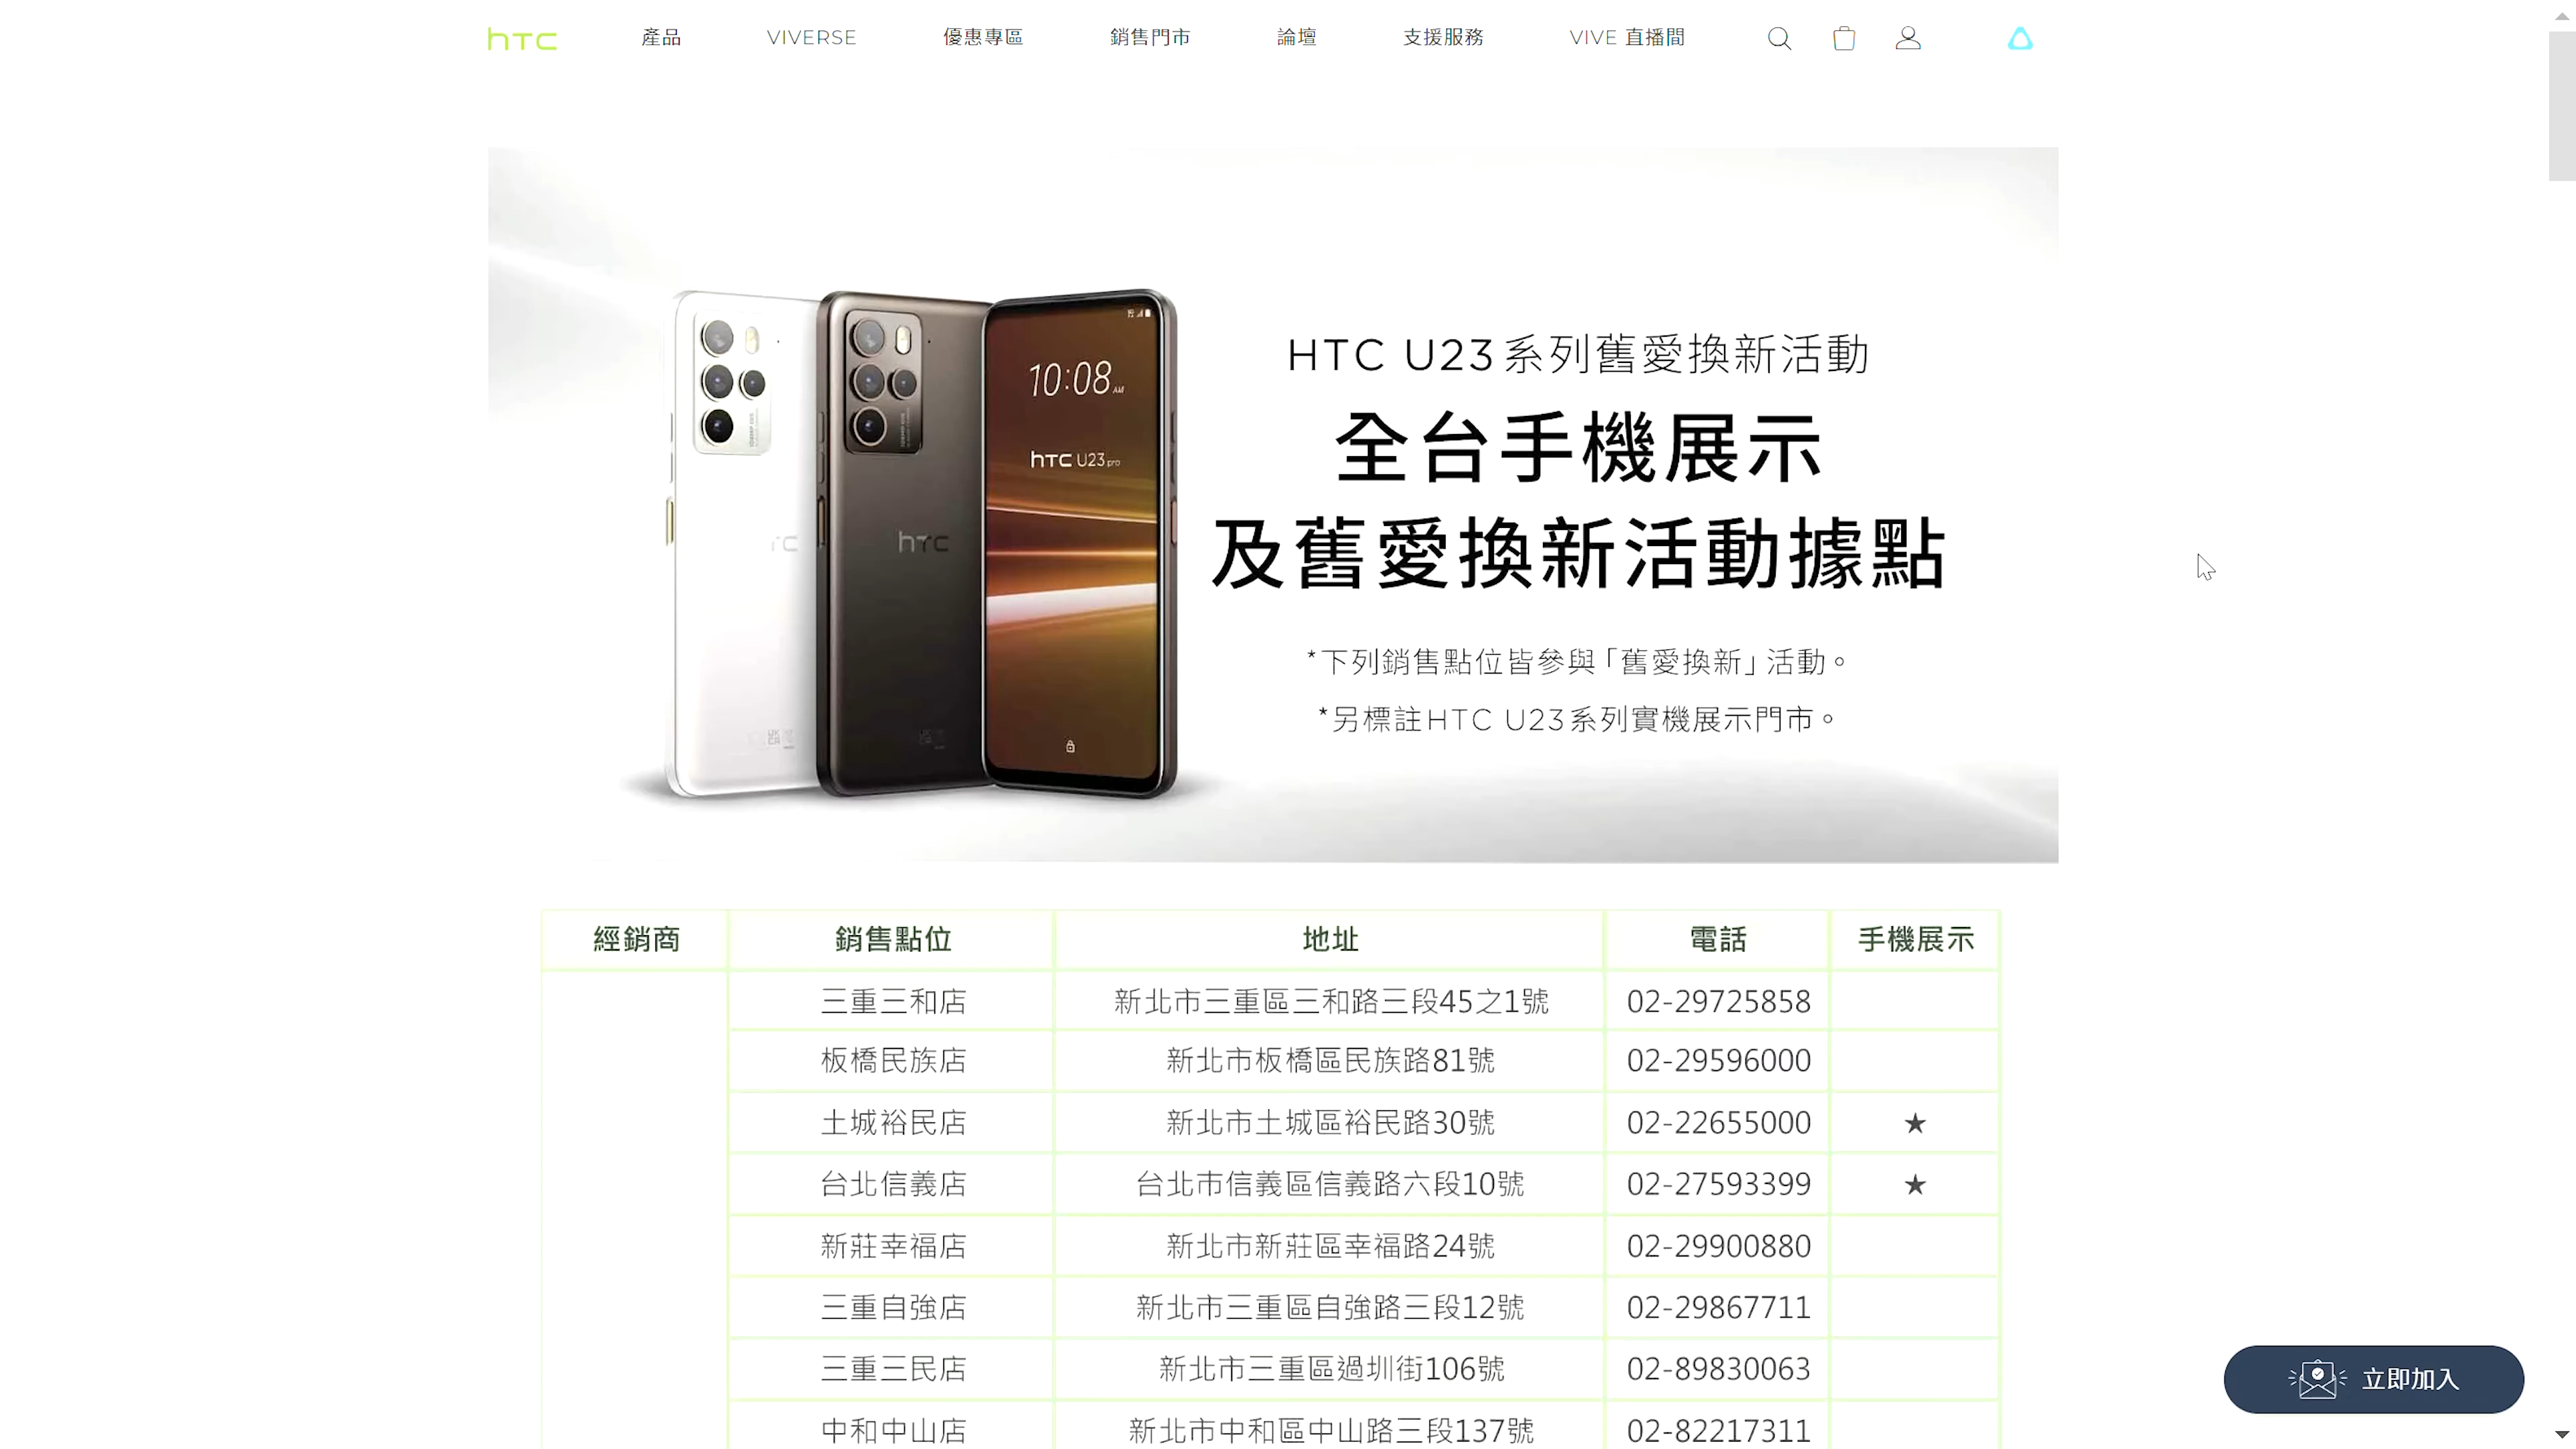 htc 產品 VIVERSE 優惠專區 銷售門市 論壇 支援服務 VIVE 直播間
HTC U23系列舊愛換新活動
全台手機展示
及舊愛換新活動據點
*下列銷售點位皆參與「舊愛換新」活動。
*另標註HTC U23系列實機展示門市。
10:08 AM
htc U23 pro
htc
經銷商 銷售點位 地址 電話 手機展示
三重三和店 新北市三重區三和路三段45之1號 02-29725858
板橋民族店 新北市板橋區民族路81號 02-29596000
土城裕民店 新北市土城區裕民路30號 02-22655000 ★
台北信義店 台北市信義區信義路六段10號 02-27593399 ★
新莊幸福店 新北市新莊區幸福路24號 02-29900880
三重自強店 新北市三重區自強路三段12號 02-29867711
三重三民店 新北市三重區過圳街106號 02-89830063
中和中山店 新北市中和區中山路三段137號 02-82217311
立即加入